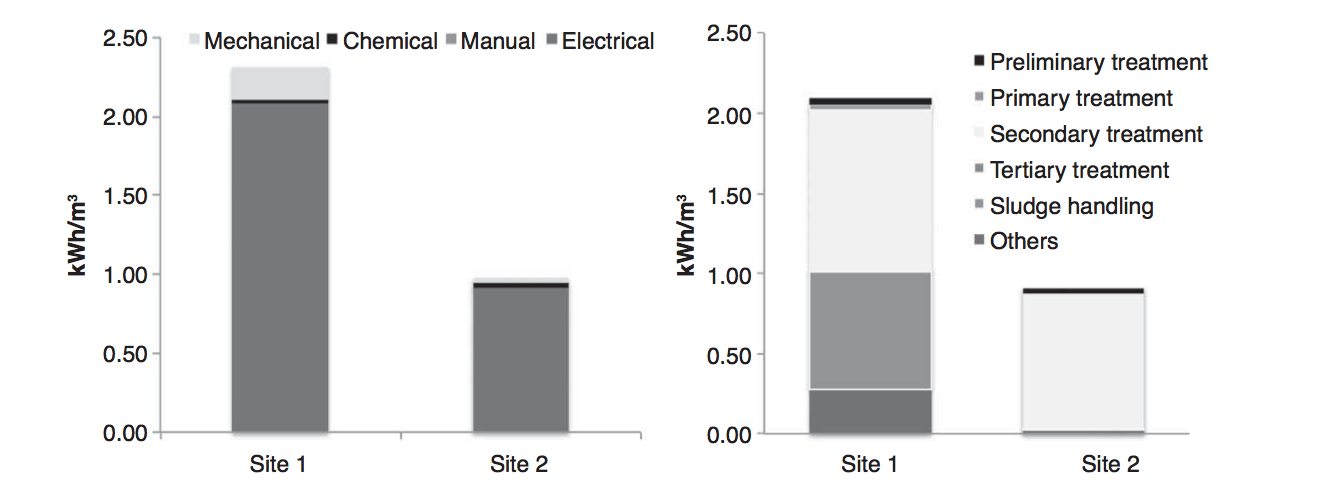 2.50
Mechanical Chemical Manual Electrical
2.00
1.50
1.00
0.50
0.00
kWh/m³
Site 1 Site 2
2.50
2.00
1.50
1.00
0.50
0.00
kWh/m³
Preliminary treatment
Primary treatment
Secondary treatment
Tertiary treatment
Sludge handling
Others
Site 1 Site 2